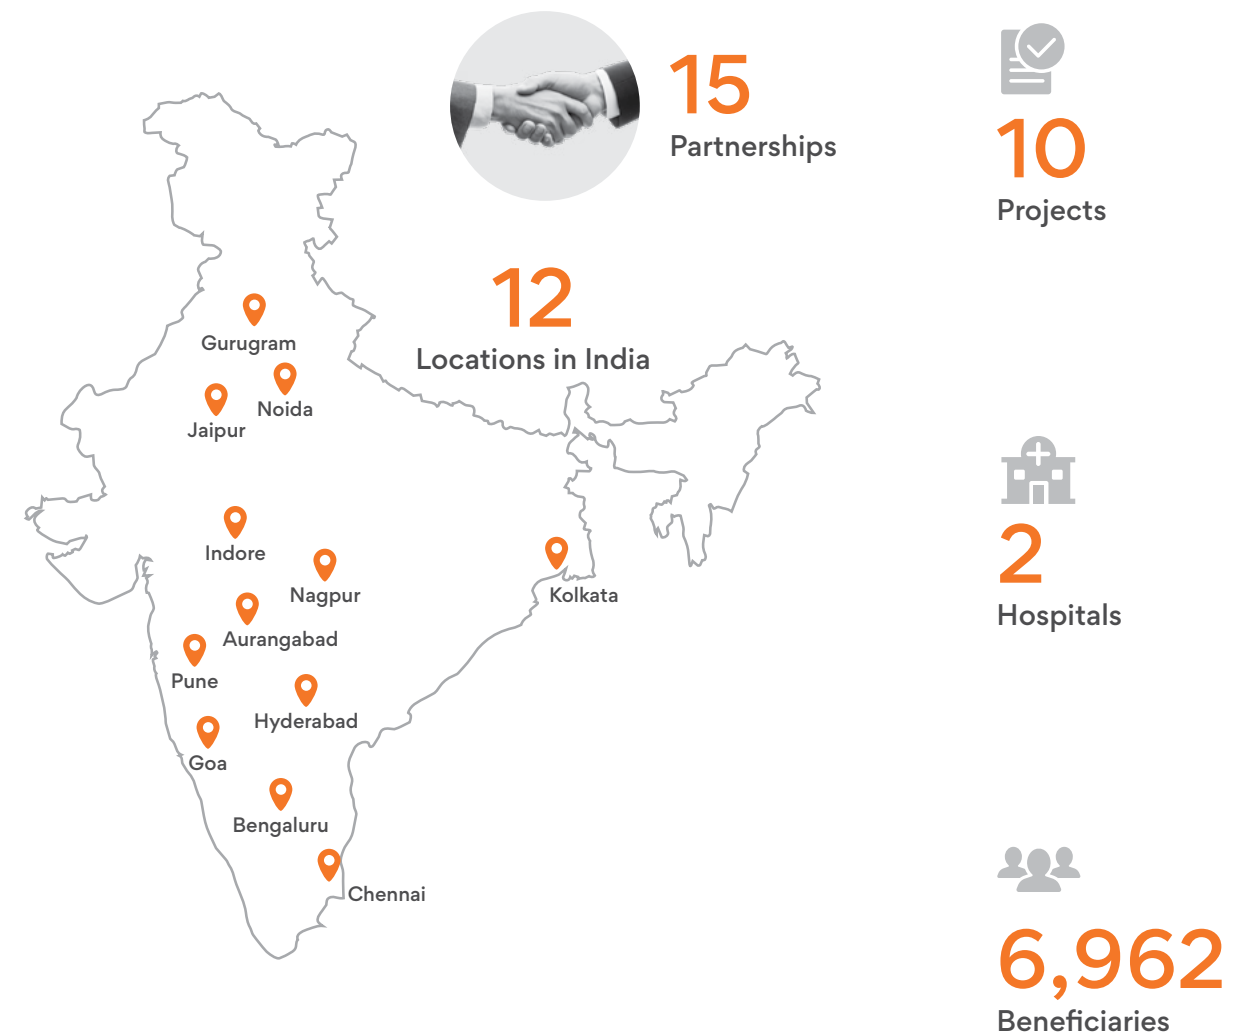 15
Partnerships
10
Projects
12
Locations in India
Gurugram
Noida
Jaipur
Indore
Nagpur
Kolkata
Aurangabad
Pune
Hyderabad
Goa
Bengaluru
Chennai
2
Hospitals
6,962
Beneficiaries